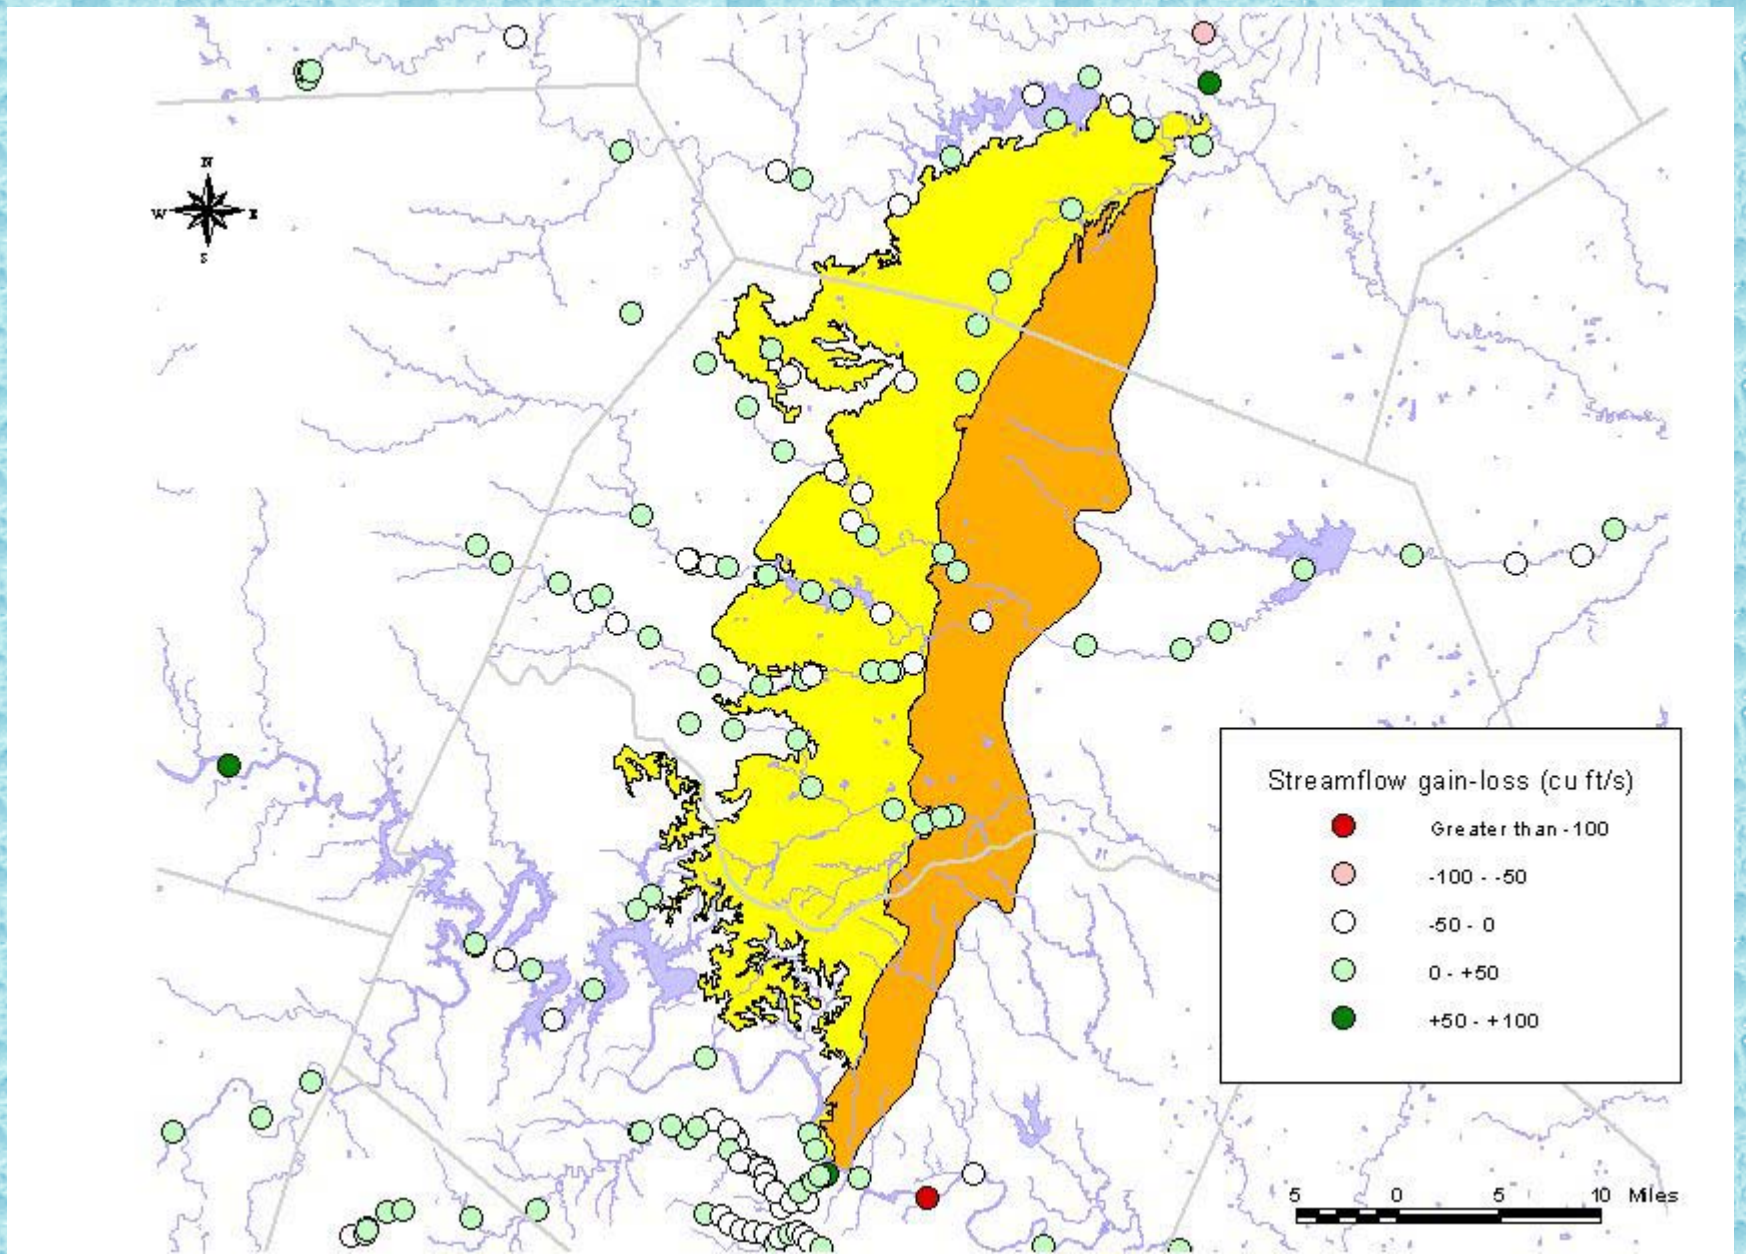 N
W E
S
Streamflow gain-loss (cu ft/s)
Greater than -100
-100 - -50
-50 - 0
0 - +50
+50 - +100
5 0 5 10 Miles